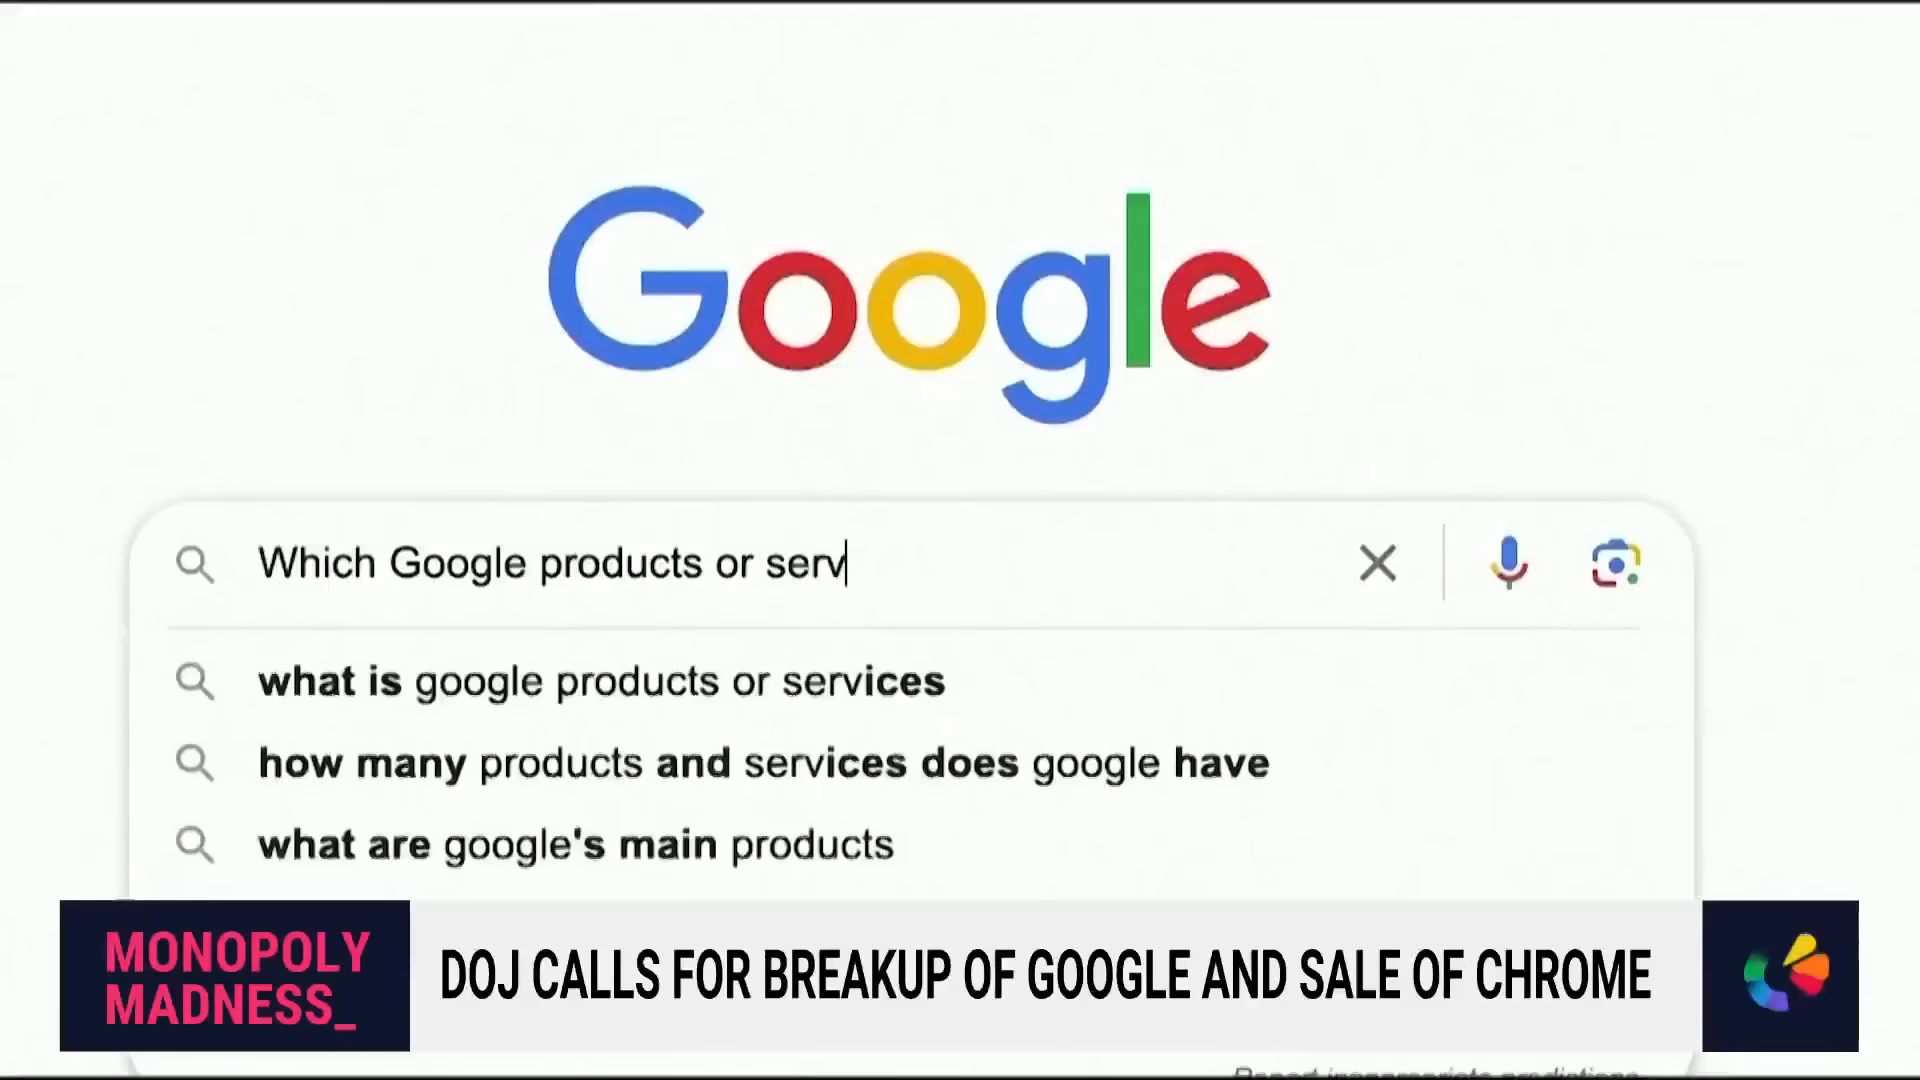 Google
Which Google products or serv
what is google products or services
how many products and services does google have
what are google's main products
MONOPOLY
MADNESS_
DOJ CALLS FOR BREAKUP OF GOOGLE AND SALE OF CHROME